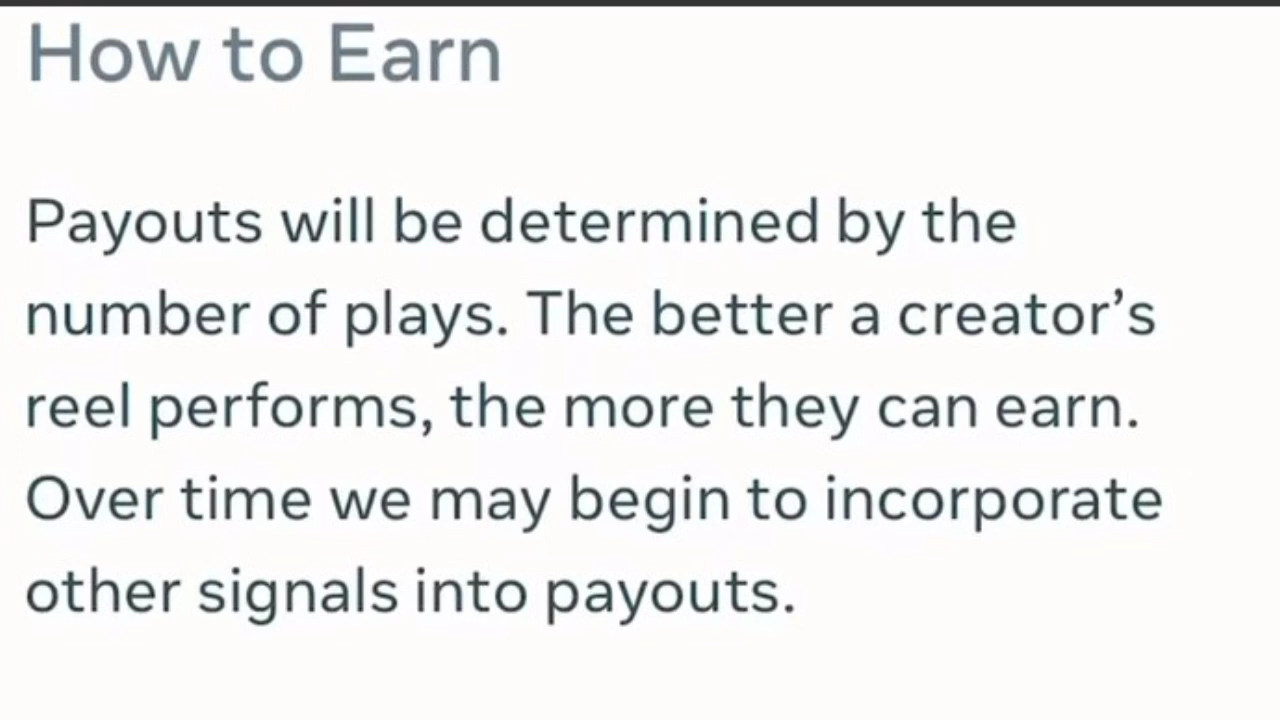 How to Earn
Payouts will be determined by the
number of plays. The better a creator’s
reel performs, the more they can earn.
Over time we may begin to incorporate
other signals into payouts.